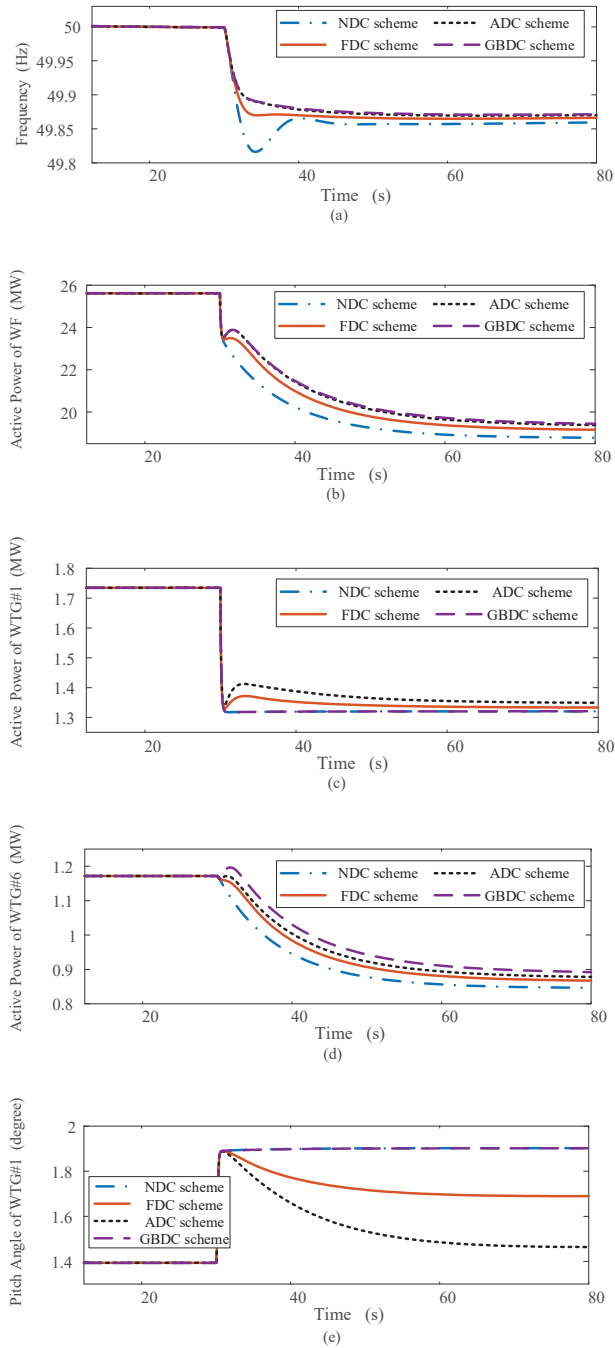 50
49.95
49.9
49.85
49.8
Frequency (Hz)
NDC scheme ADC scheme
FDC scheme GBDC scheme
20 40 60 80
Time (s)
(a)
26
24
22
20
Active Power of WF (MW)
NDC scheme ADC scheme
FDC scheme GBDC scheme
20 40 60 80
Time (s)
(b)
1.8
1.7
1.6
1.5
1.4
1.3
Active Power of WTG#1 (MW)
NDC scheme ADC scheme
FDC scheme GBDC scheme
20 40 60 80
Time (s)
(c)
1.2
1.1
1
0.9
0.8
Active Power of WTG#6 (MW)
NDC scheme ADC scheme
FDC scheme GBDC scheme
20 40 60 80
Time (s)
(d)
2
1.8
1.6
1.4
Pitch Angle of WTG#1 (degree)
NDC scheme
FDC scheme
ADC scheme
GBDC scheme
20 40 60 80
Time (s)
(e)